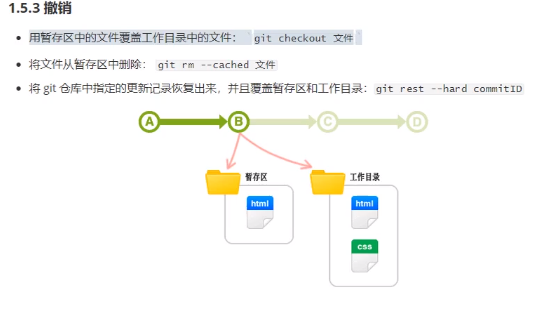 1.5.3 撤销
用暂存区中的文件覆盖工作目录中的文件： git checkout 文件
将文件从暂存区中删除： git rm --cached 文件
将 git 仓库中指定的更新记录恢复出来，并且覆盖暂存区和工作目录：git rest --hard commitID
A B C D
暂存区 工作目录
html html
css